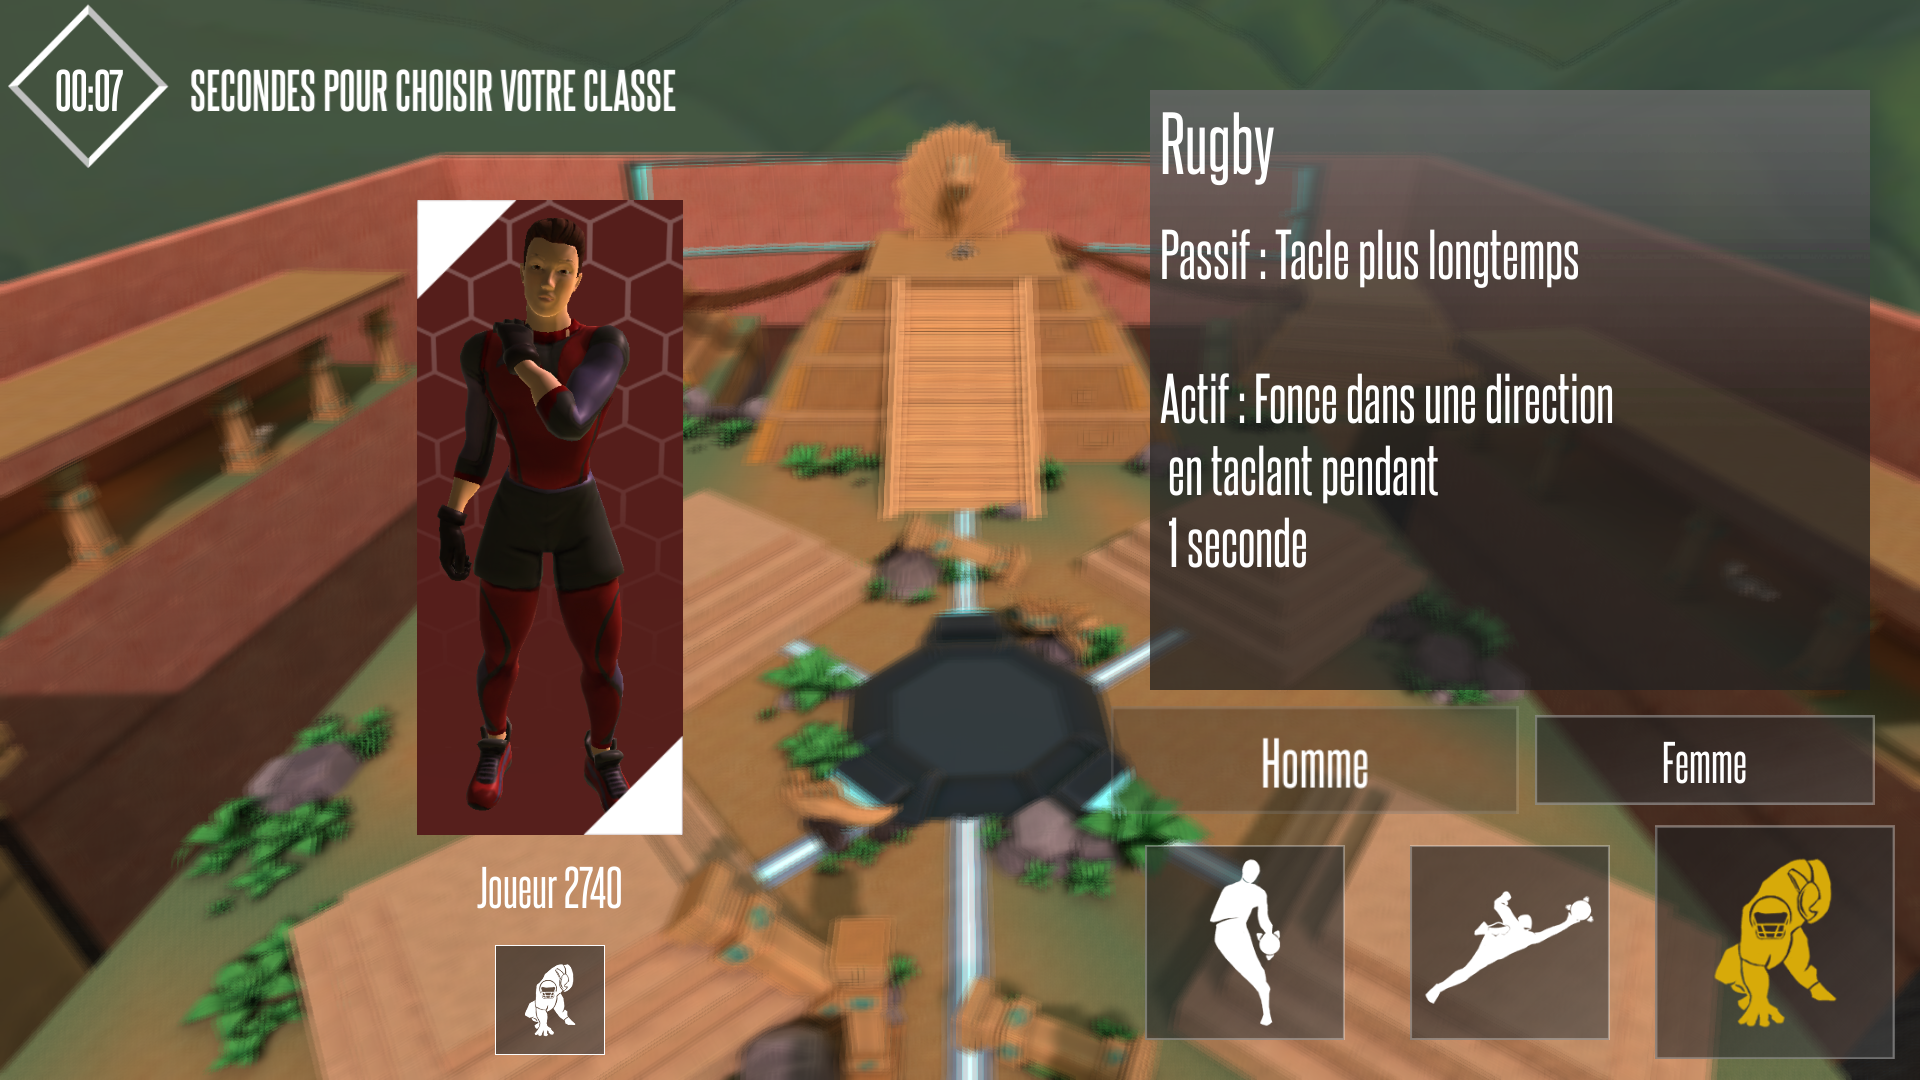 00:07
SECONDES POUR CHOISIR VOTRE CLASSE
Rugby
Passif : Tacle plus longtemps
Actif : Fonce dans une direction
en taclant pendant
1 seconde
Homme
Femme
Joueur 2740